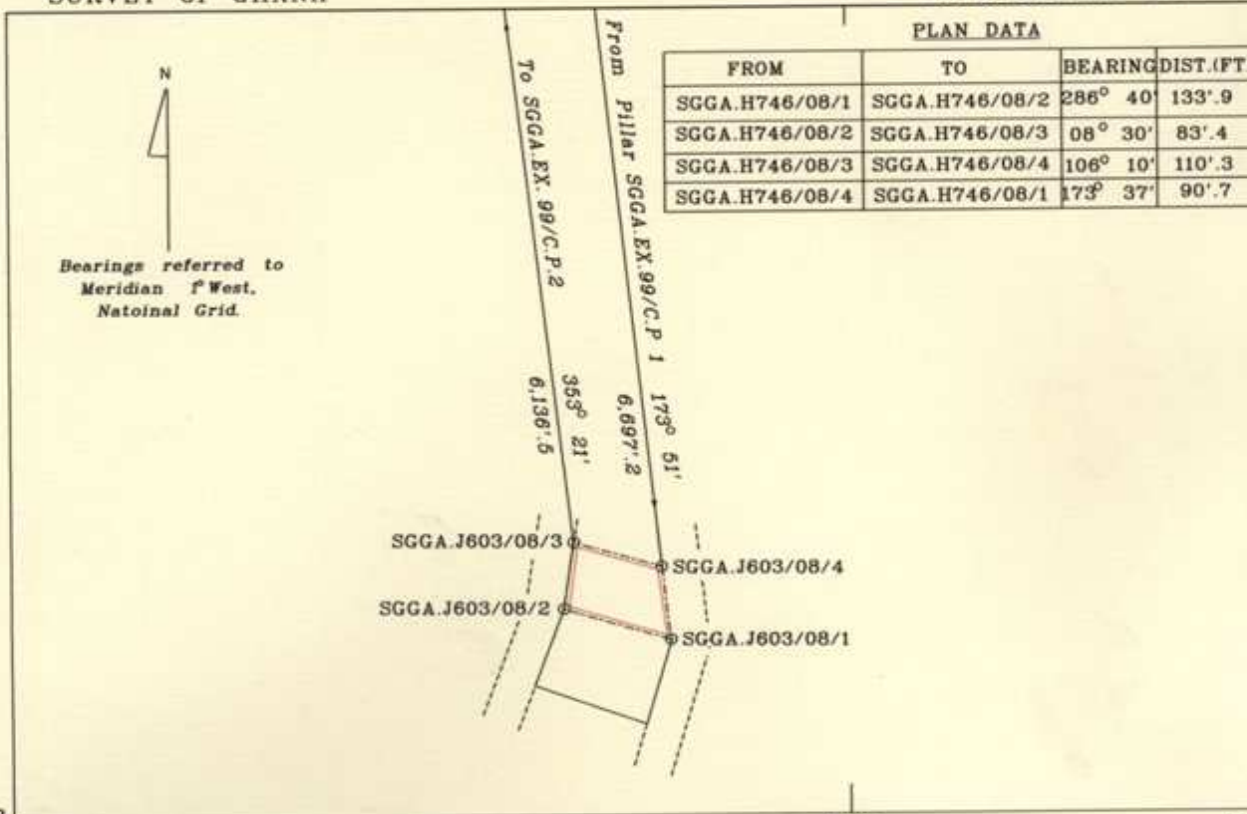 SURVEY OF GHANA
PLAN DATA
FROM TO BEARING DIST.(FT
SGGA.H746/08/1 SGGA.H746/08/2 286° 40' 133'.9
SGGA.H746/08/2 SGGA.H746/08/3 08° 30' 83'.4
SGGA.H746/08/3 SGGA.H746/08/4 106° 10' 110'.3
SGGA.H746/08/4 SGGA.H746/08/1 173° 37' 90'.7
N
Bearings referred to
Meridian 1° West,
Natoinal Grid.
To SGGA.EX. 99/C.P.2
353° 21'
6,136'.5
From Pillar SGGA.EX.99/C.P 1
173° 51'
6,697'.2
SGGA.J603/08/3
SGGA.J603/08/4
SGGA.J603/08/2
SGGA.J603/08/1